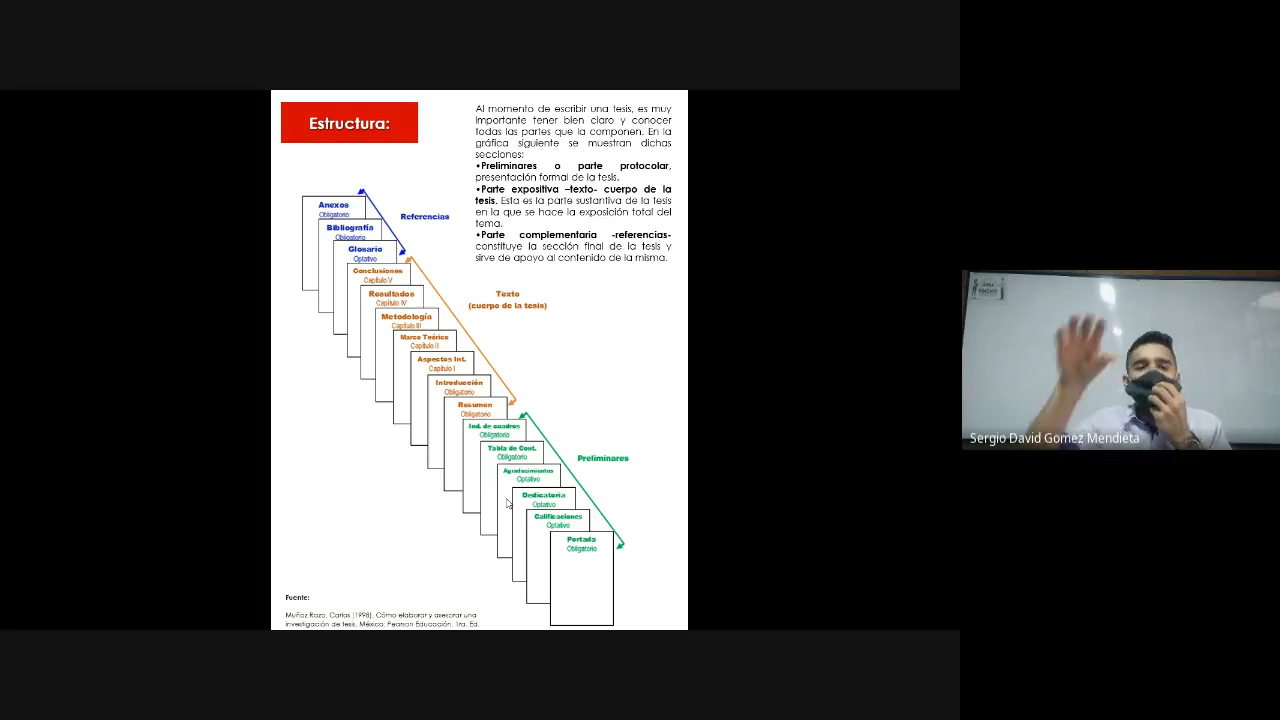 Estructura:
Al momento de escribir una tesis, es muy
importante tener bien claro y conocer
todas las partes que la componen. En la
gráfica siguiente se muestran dichas
secciones:
•Preliminares o parte protocolar,
presentación formal de la tesis.
•Parte expositiva –texto- cuerpo de la
tesis. Esta es la parte sustantiva de la tesis
en la que se hace la exposición total del
tema.
•Parte complementaria -referencias-
constituye la sección final de la tesis y
sirve de apoyo al contenido de la misma.
Anexos
Obligatorio
Referencias
Bibliografía
Obligatorio
Glosario
Optativo
Conclusiones
Capítulo V
Resultados
Capítulo IV
Texto
(cuerpo de la tesis)
Metodología
Capítulo III
Marco Teórico
Capítulo II
Aspectos Int.
Capítulo I
Introducción
Obligatorio
Resumen
Obligatorio
Ind. de cuadros
Obligatorio
Tabla de Cont.
Obligatorio
Preliminares
Agradecimientos
Optativo
Dedicatoria
Optativo
Calificaciones
Optativo
Portada
Obligatorio
Fuente:
Muñoz Razo, Carlos (1998). Cómo elaborar y asesorar una
investigación de tesis. México: Pearson Educación. 1ra. Ed.
Sergio David Gomez Mendieta